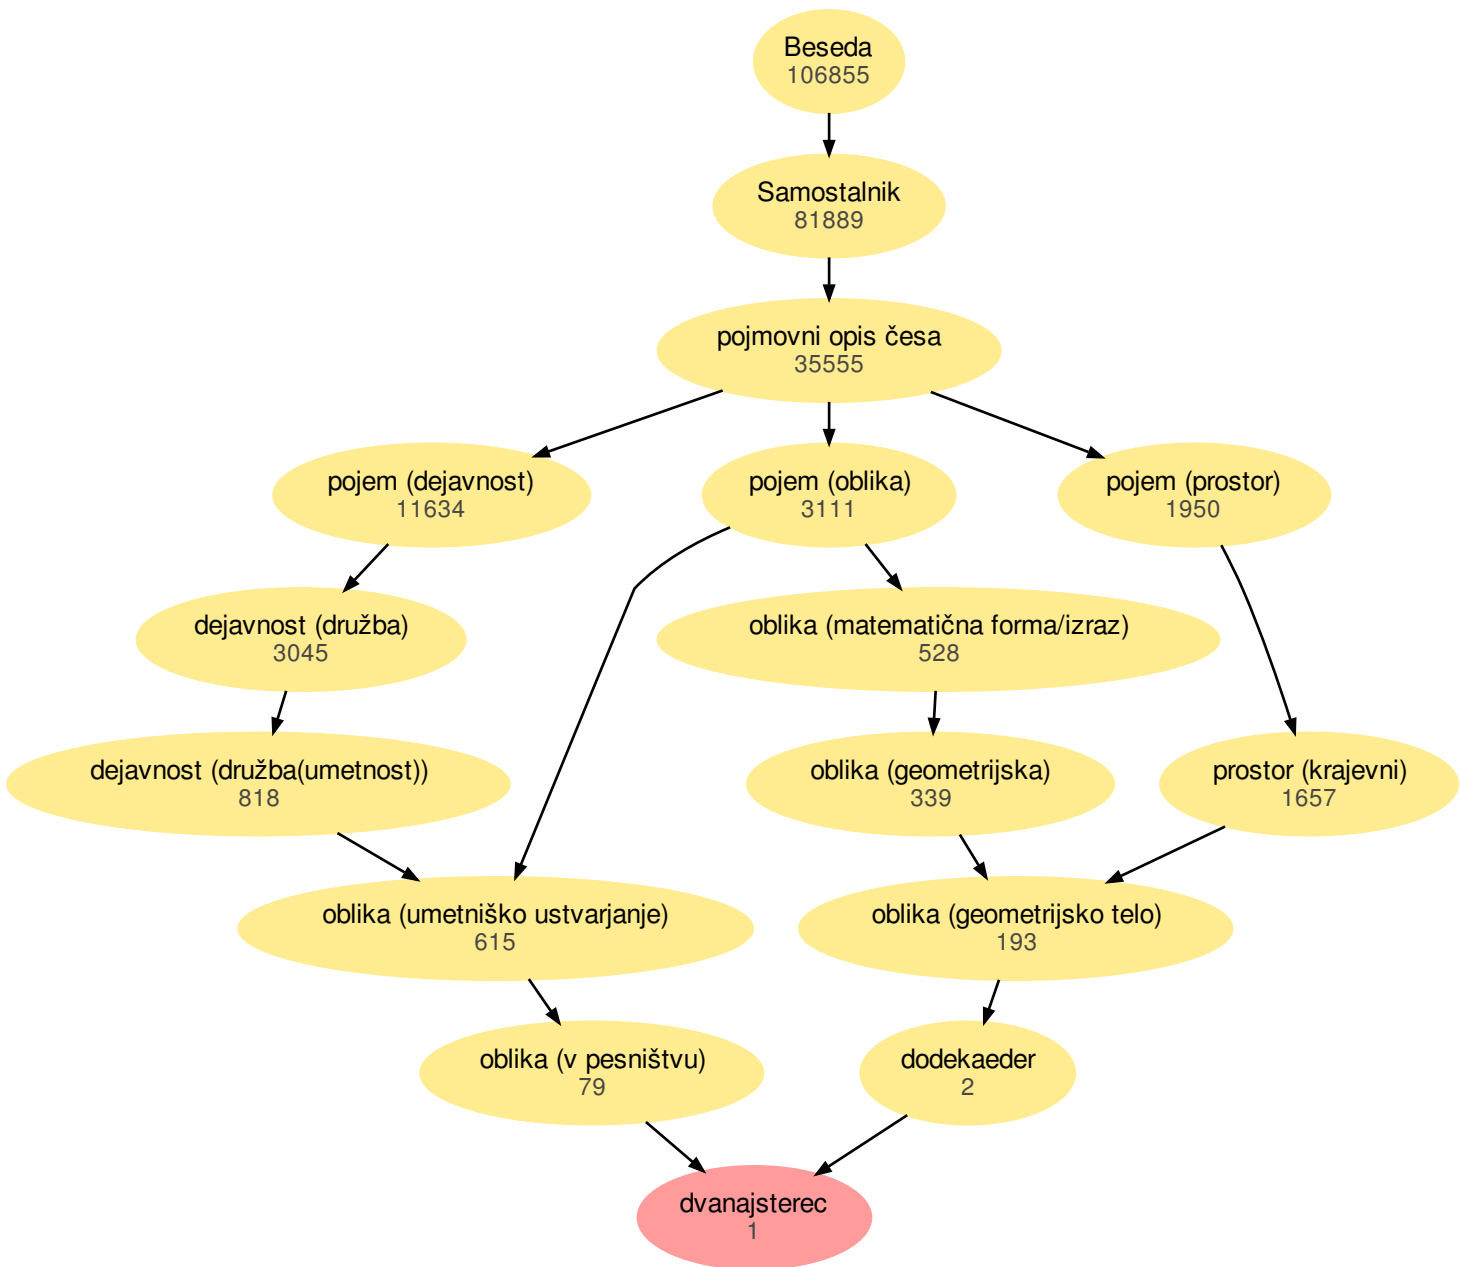 Beseda
106855
Samostalnik
81889
pojmovni opis česa
35555
pojem (dejavnost)
11634
pojem (oblika)
3111
pojem (prostor)
1950
dejavnost (družba)
3045
oblika (matematična forma/izraz)
528
dejavnost (družba(umetnost))
818
oblika (geometrijska)
339
prostor (krajevni)
1657
oblika (umetniško ustvarjanje)
615
oblika (geometrijsko telo)
193
oblika (v pesništvu)
79
dodekaeder
2
dvanajsterec
1